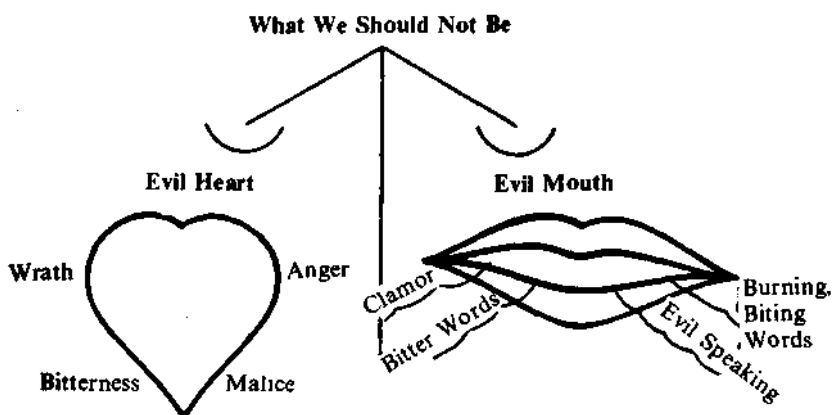 What We Should Not Be
Evil Heart
Evil Mouth
Wrath
Anger
Bitterness
Malice
Clamor
Bitter Words
Evil Speaking
Burning,
Biting
Words